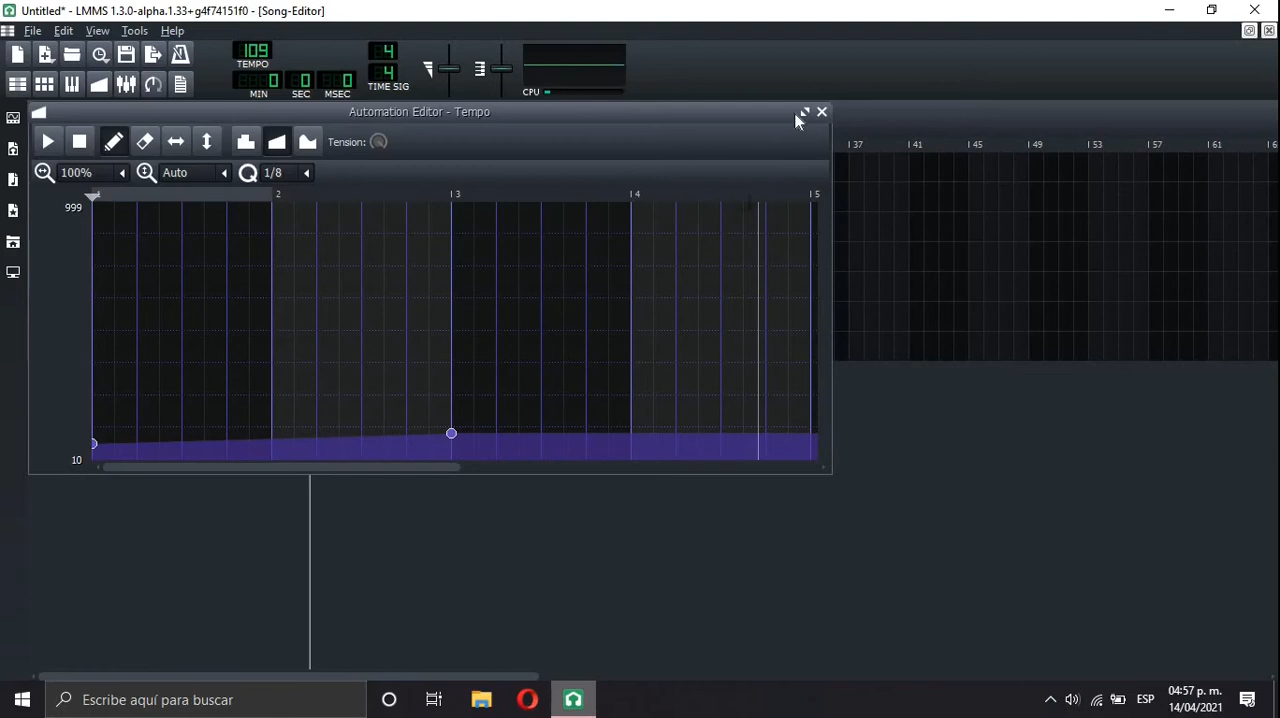 Untitled* - LMMS 1.3.0-alpha.1.33+g4f74151f0 - [Song-Editor]
File Edit View Tools Help
109
TEMPO
4
4
TIME SIG
0 0 0
MIN SEC MSEC
CPU
Automation Editor - Tempo
Tension:
100% Auto 1/8
2 3 4 5
37 41 45 49 53 57 61 6
999
10
Escribe aquí para buscar
ESP
04:57 p. m.
14/04/2021